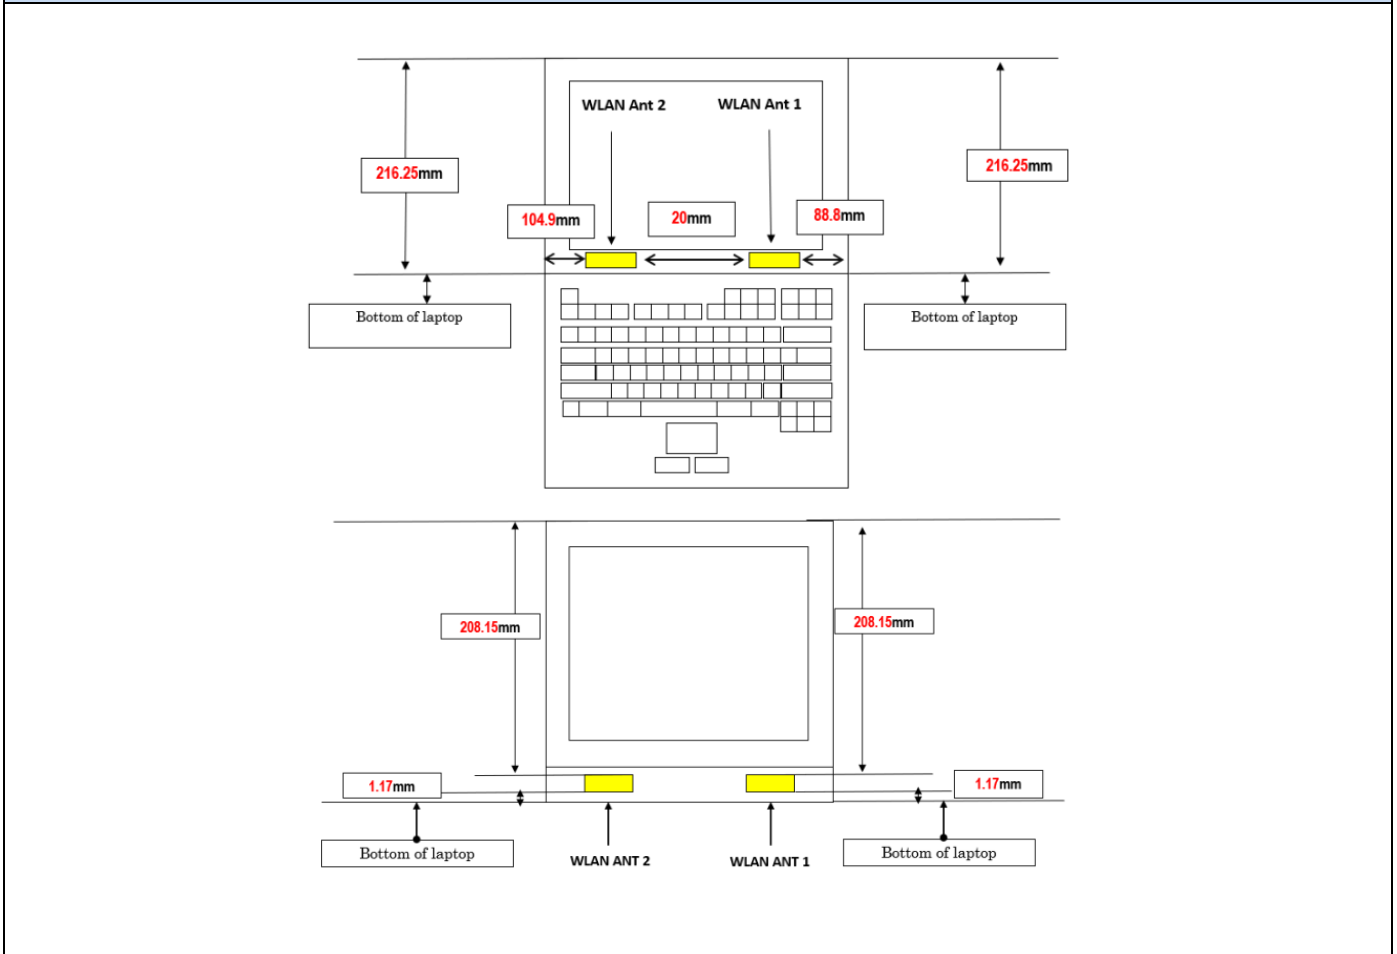 WLAN Ant 2
WLAN Ant 1
216.25mm
216.25mm
104.9mm
20mm
88.8mm
Bottom of laptop
Bottom of laptop
208.15mm
208.15mm
1.17mm
1.17mm
Bottom of laptop
WLAN ANT 2
WLAN ANT 1
Bottom of laptop